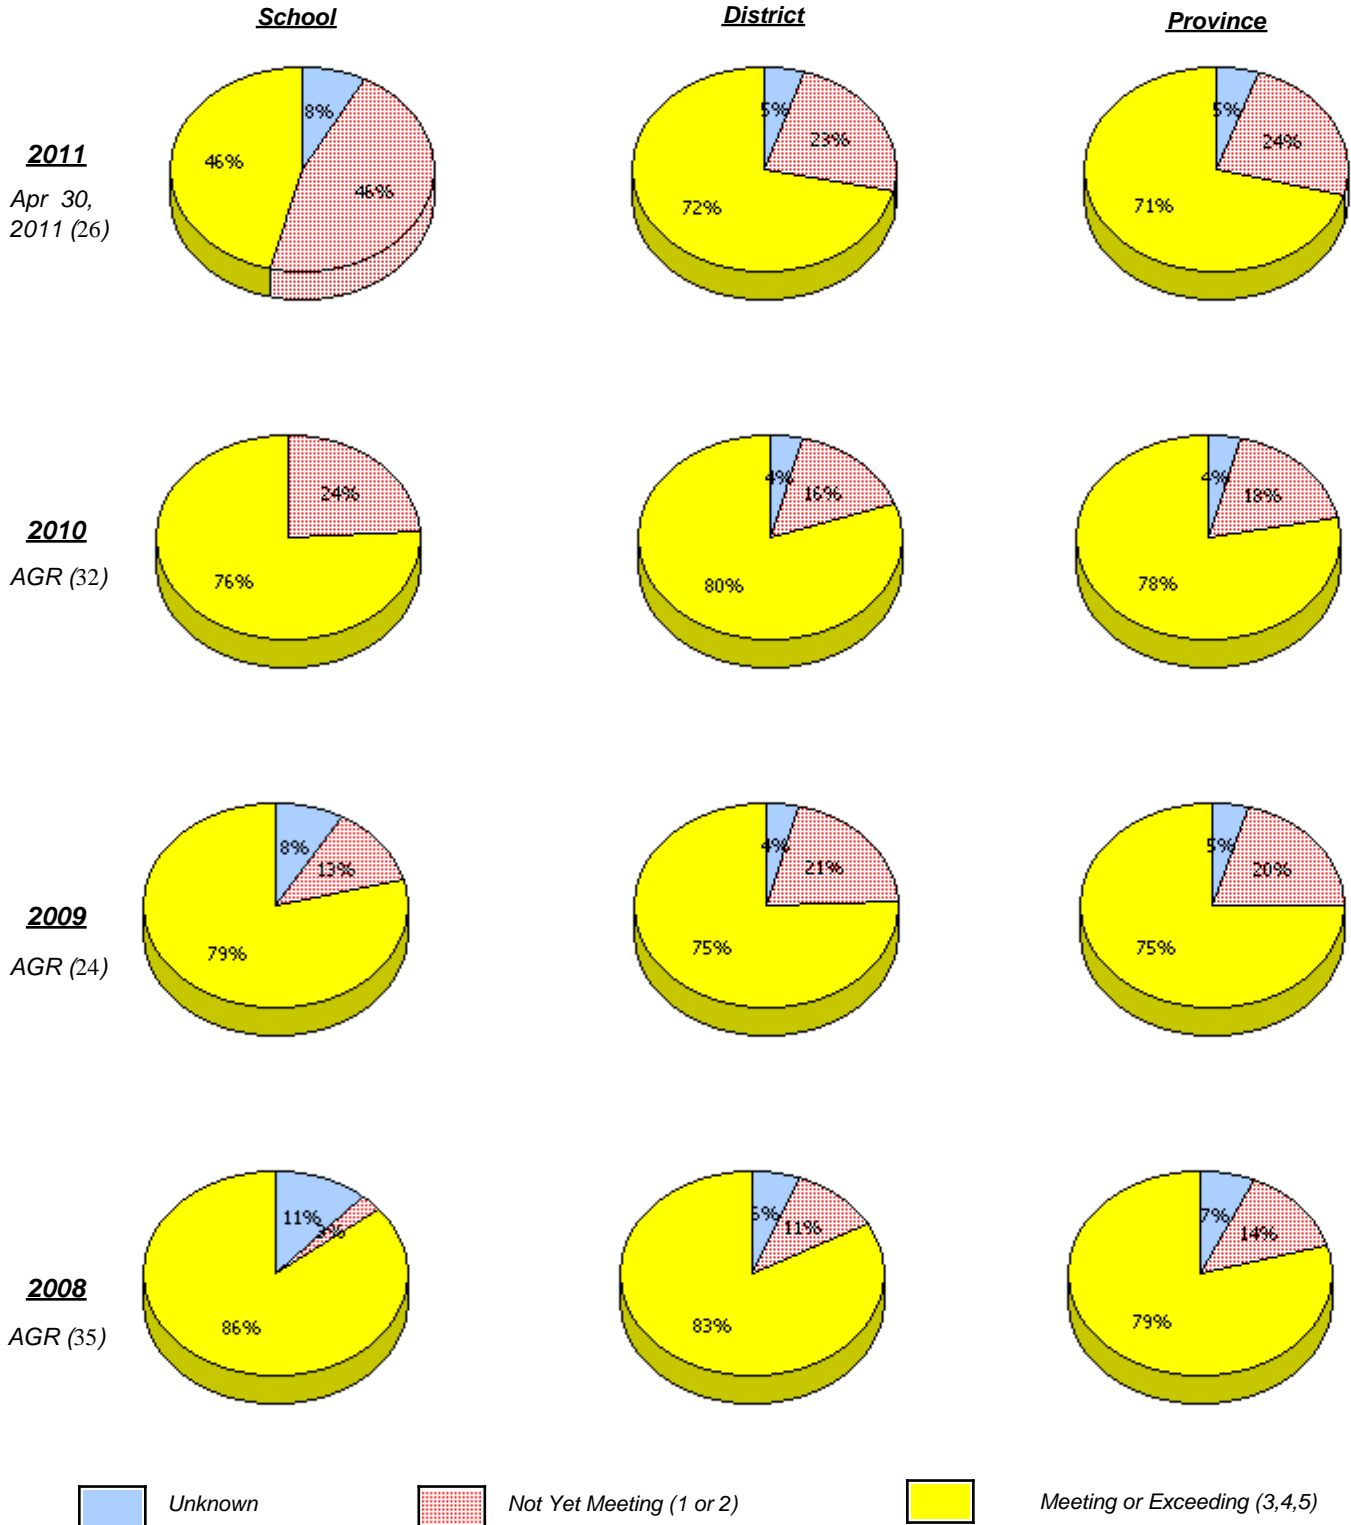 School District Province
2011
Apr 30,
2011 (26)
8% 46% 46%
5% 23% 72%
5% 24% 71%
2010
AGR (32)
24% 76%
4% 16% 80%
4% 18% 78%
2009
AGR (24)
8% 13% 79%
4% 21% 75%
5% 20% 75%
2008
AGR (35)
11% 3% 86%
11% 83%
7% 14% 79%
Unknown Not Yet Meeting (1 or 2) Meeting or Exceeding (3,4,5)